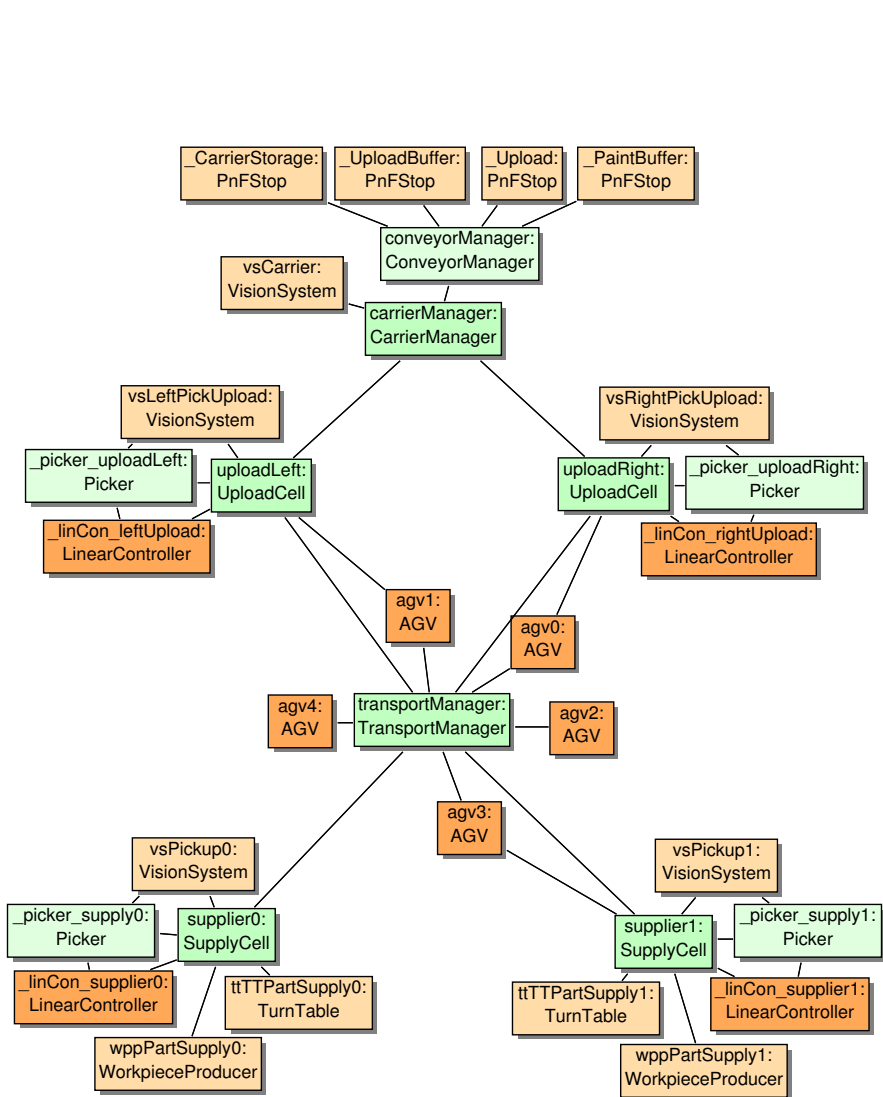 _CarrierStorage:
PnFStop
_UploadBuffer:
PnFStop
_Upload:
PnFStop
_PaintBuffer:
PnFStop
conveyorManager:
ConveyorManager
vsCarrier:
VisionSystem
carrierManager:
CarrierManager
vsLeftPickUpload:
VisionSystem
vsRightPickUpload:
VisionSystem
_picker_uploadLeft:
Picker
uploadLeft:
UploadCell
uploadRight:
UploadCell
_picker_uploadRight:
Picker
_linCon_leftUpload:
LinearController
_linCon_rightUpload:
LinearController
agv1:
AGV
agv0:
AGV
agv4:
AGV
transportManager:
TransportManager
agv2:
AGV
agv3:
AGV
vsPickup0:
VisionSystem
vsPickup1:
VisionSystem
_picker_supply0:
Picker
supplier0:
SupplyCell
supplier1:
SupplyCell
_picker_supply1:
Picker
_linCon_supplier0:
LinearController
ttTTPartSupply0:
TurnTable
ttTTPartSupply1:
TurnTable
_linCon_supplier1:
LinearController
wppPartSupply0:
WorkpieceProducer
wppPartSupply1:
WorkpieceProducer